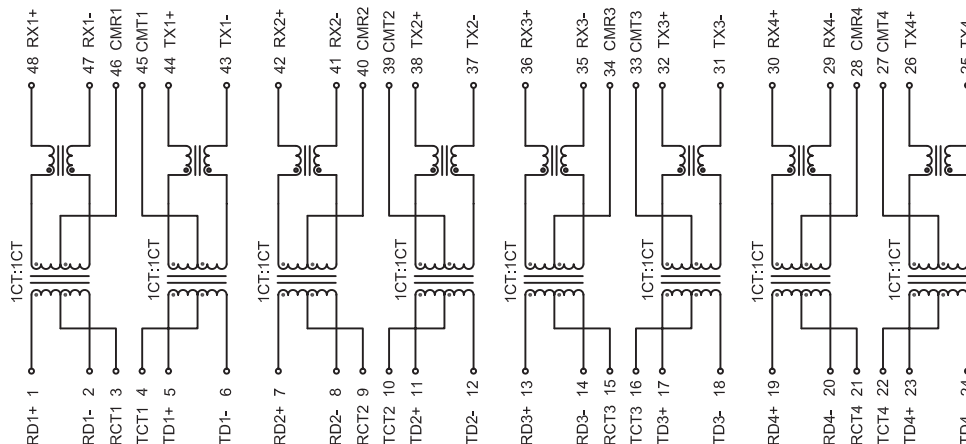 48 RX1+
47 RX1-
46 CMR1
45 CMT1
44 TX1+
43 TX1-
42 RX2+
41 RX2-
40 CMR2
39 CMT2
38 TX2+
37 TX2-
36 RX3+
35 RX3-
34 CMR3
33 CMT3
32 TX3+
31 TX3-
30 RX4+
29 RX4-
28 CMR4
27 CMT4
26 TX4+
25 TX4
1CT:1CT
1CT:1CT
1CT:1CT
1CT:1CT
1CT:1CT
1CT:1CT
1CT:1CT
1CT:1CT
RD1+ 1
RD1- 2
RCT1 3
TCT1 4
TD1+ 5
TD1- 6
RD2+ 7
RD2- 8
RCT2 9
TCT2 10
TD2+ 11
TD2- 12
RD3+ 13
RD3- 14
RCT3 15
TCT3 16
TD3+ 17
TD3- 18
RD4+ 19
RD4- 20
RCT4 21
TCT4 22
TD4+ 23
TD4 24